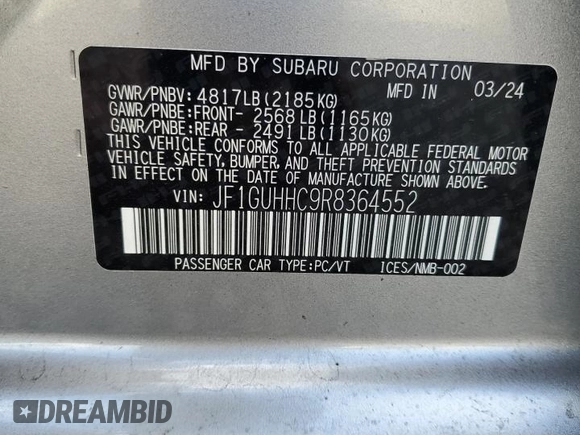 MFD BY SUBARU CORPORATION
GVWR/PNBV: 4817LB(2185KG) MFD IN 03/24
GAWR/PNBE:FRONT- 2568LB(1165KG)
GAWR/PNBE:REAR - 2491LB(1130KG)
THIS VEHICLE CONFORMS TO ALL APPLICABLE FEDERAL MOTOR
VEHICLE SAFETY, BUMPER, AND THEFT PREVENTION STANDARDS
IN EFFECT ON THE DATE OF MANUFACTURE SHOWN ABOVE.
VIN: JF1GUHHC9R8364552
PASSENGER CAR TYPE:PC/VT ICES/NMB-002
DREAMBID